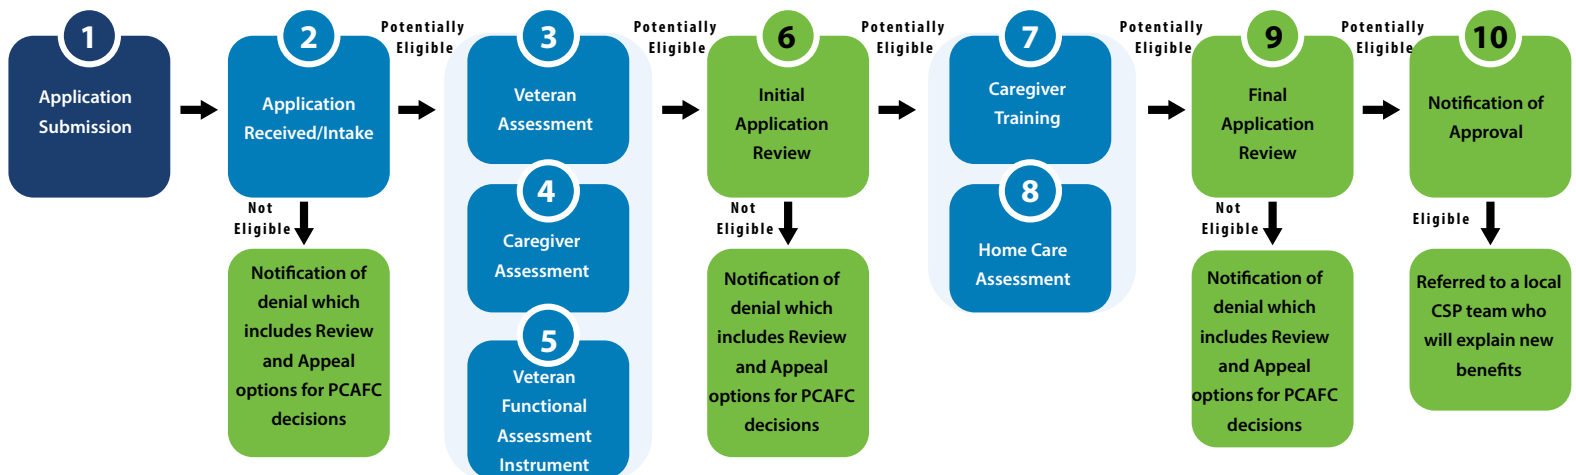 1
Application
Submission
2
Application
Received/Intake
Not
Eligible
Notification of
denial which
includes Review
and Appeal
options for PCAFC
decisions
Potentially
Eligible
3
Veteran
Assessment
4
Caregiver
Assessment
5
Veteran
Functional
Assessment
Instrument
Potentially
Eligible
6
Initial
Application
Review
Not
Eligible
Notification of
denial which
includes Review
and Appeal
options for PCAFC
decisions
Potentially
Eligible
7
Caregiver
Training
8
Home Care
Assessment
Potentially
Eligible
9
Final
Application
Review
Not
Eligible
Notification of
denial which
includes Review
and Appeal
options for PCAFC
decisions
Potentially
Eligible
10
Notification of
Approval
Eligible
Referred to a local
CSP team who
will explain new
benefits